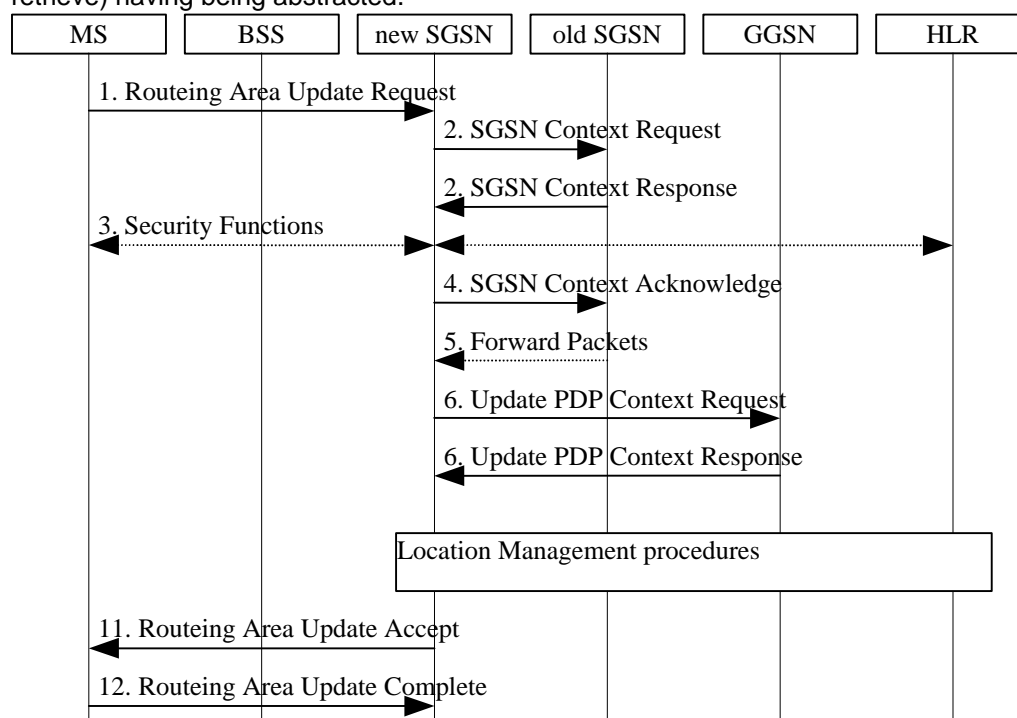 retrieve) having being abstracted.
MS BSS new SGSN old SGSN GGSN HLR
1. Routeing Area Update Request
2. SGSN Context Request
2. SGSN Context Response
3. Security Functions
4. SGSN Context Acknowledge
5. Forward Packets
6. Update PDP Context Request
6. Update PDP Context Response
Location Management procedures
11. Routeing Area Update Accept
12. Routeing Area Update Complete